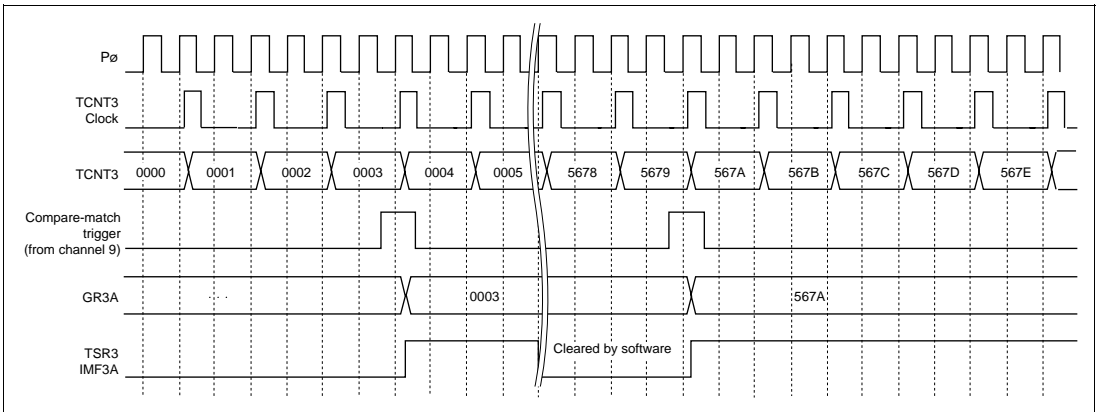 Pø
TCNT3
Clock
TCNT3
0000 0001 0002 0003 0004 0005 5678 5679 567A 567B 567C 567D 567E
Compare-match
trigger
(from channel 9)
GR3A
. . . 0003 567A
TSR3
IMF3A
Cleared by software